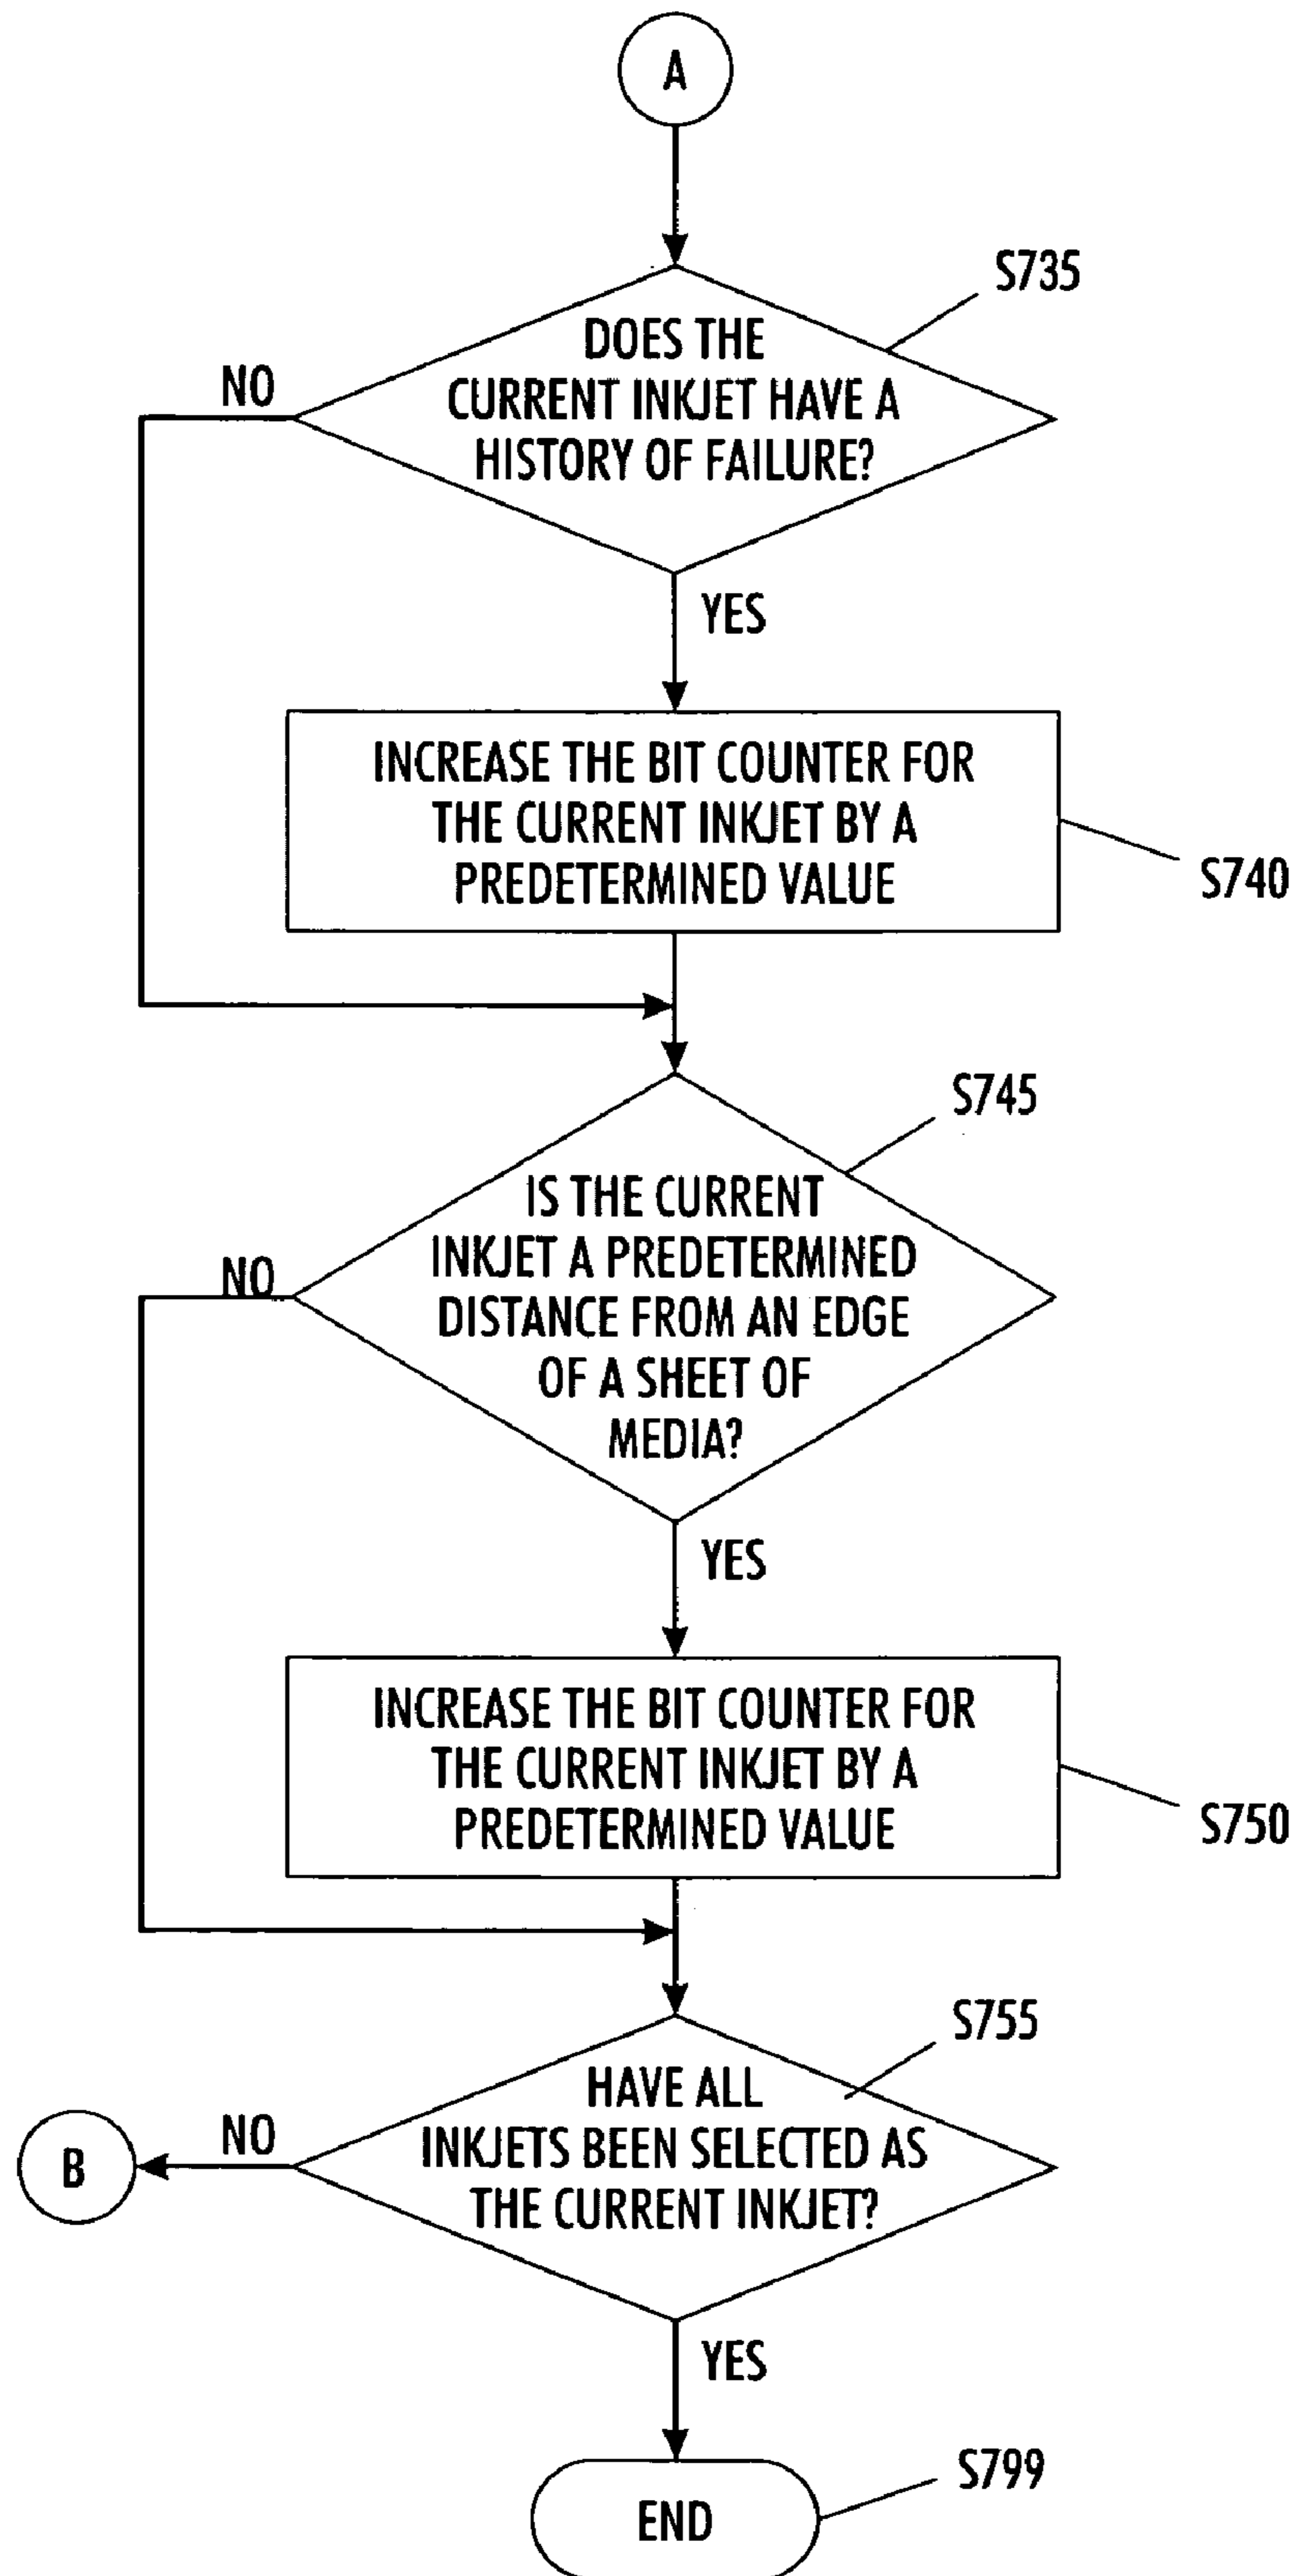 A
S735
DOES THE
CURRENT INKJET HAVE A
HISTORY OF FAILURE?
NO
YES
INCREASE THE BIT COUNTER FOR
THE CURRENT INKJET BY A
PREDETERMINED VALUE
S740
S745
IS THE CURRENT
INKJET A PREDETERMINED
DISTANCE FROM AN EDGE
OF A SHEET OF
MEDIA?
NO
YES
INCREASE THE BIT COUNTER FOR
THE CURRENT INKJET BY A
PREDETERMINED VALUE
S750
S755
HAVE ALL
INKJETS BEEN SELECTED AS
THE CURRENT INKJET?
NO
B
YES
S799
END